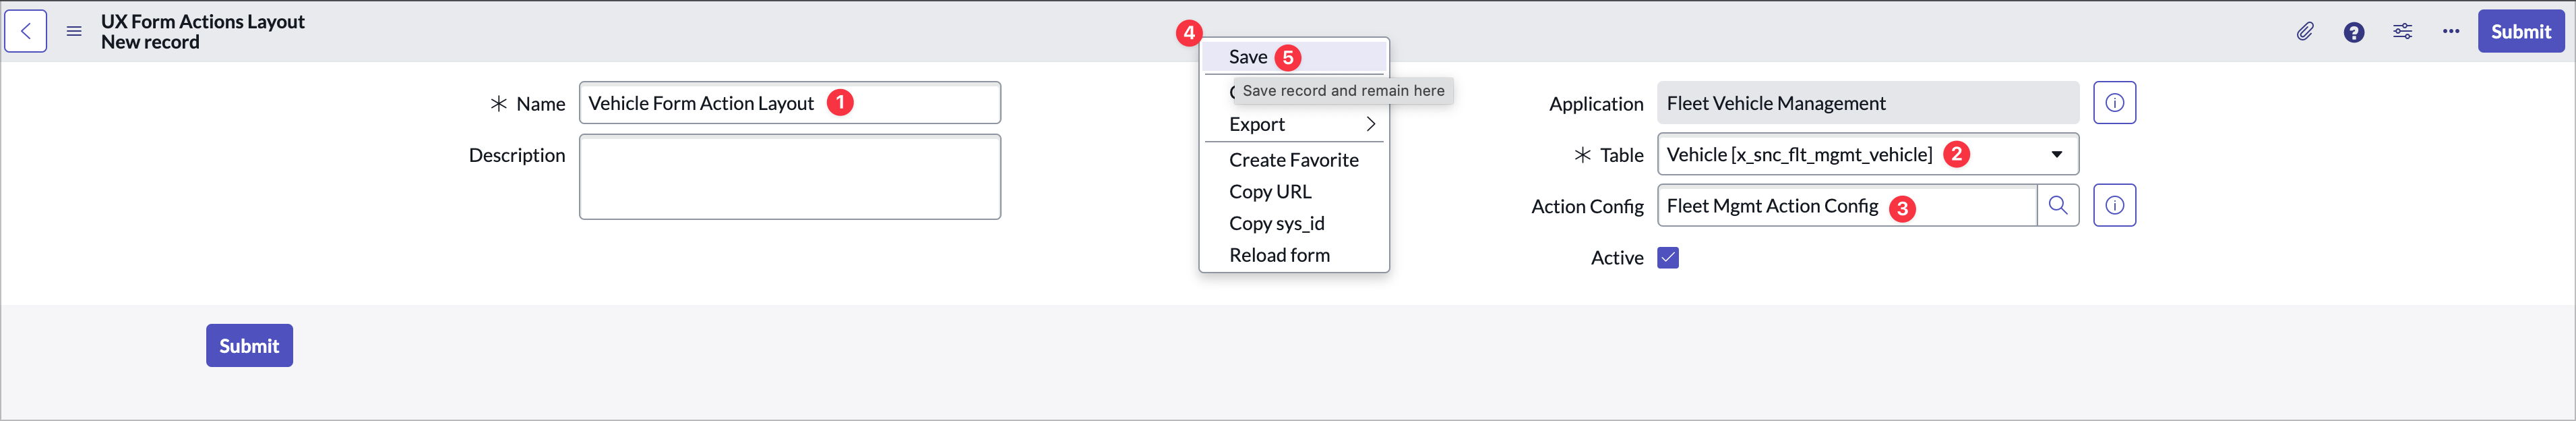 UX Form Actions Layout
New record
Submit
4
Save 5
Save record and remain here
Export
Create Favorite
Copy URL
Copy sys_id
Reload form
Name
Vehicle Form Action Layout 1
Description
Application
Fleet Vehicle Management
Table
Vehicle [x_snc_flt_mgmt_vehicle] 2
Action Config
Fleet Mgmt Action Config 3
Active
Submit